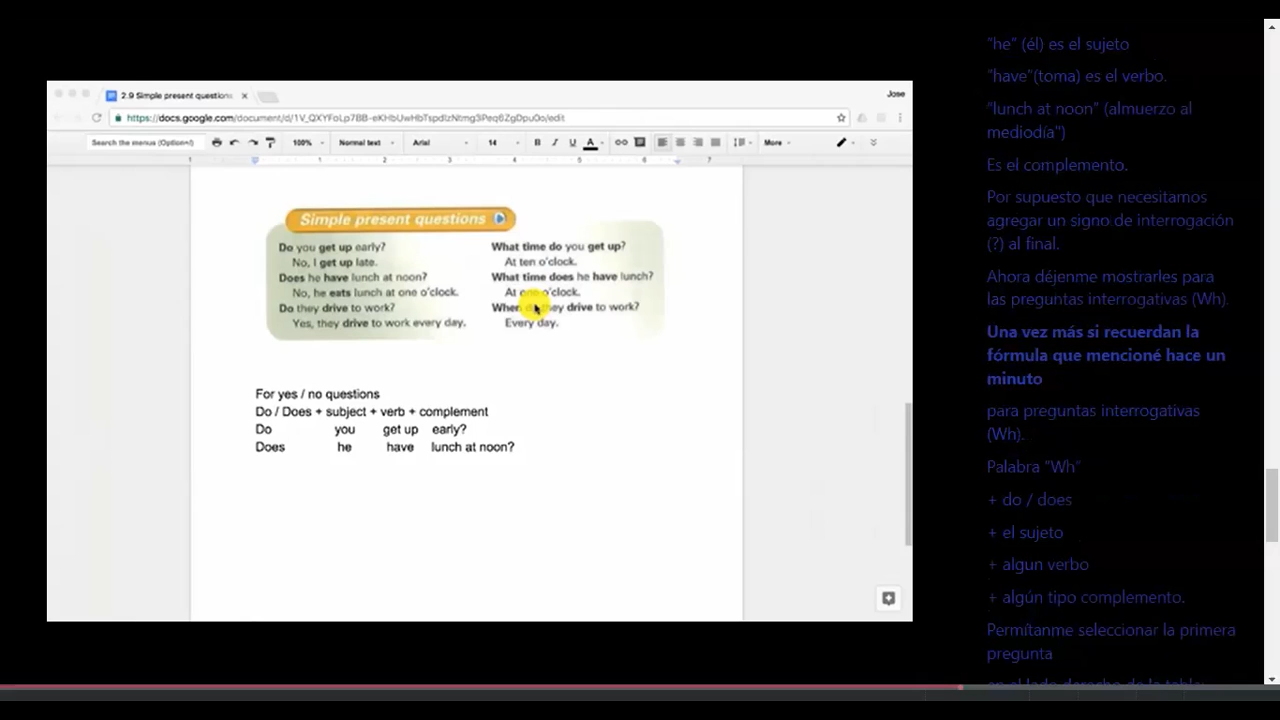 2.9 Simple present questions
Jose
https://docs.google.com/document/d/1V_QXYFoLp7BB-eKHbUwHbTspdlzNtmg3Peq6ZgDpu0o/edit
Search the menus (Option+/)
100%
Normal text
Arial
14
B
I
U
A
More
1
1
2
3
4
5
6
7
Simple present questions
Do you get up early?
No, I get up late.
Does he have lunch at noon?
No, he eats lunch at one o'clock.
Do they drive to work?
Yes, they drive to work every day.
What time do you get up?
At ten o'clock.
What time does he have lunch?
At one o'clock.
When do they drive to work?
Every day.
For yes / no questions
Do / Does + subject + verb + complement
Do you get up early?
Does he have lunch at noon?
"he" (él) es el sujeto
"have"(toma) es el verbo.
"lunch at noon" (almuerzo al
mediodía")
Es el complemento.
Por supuesto que necesitamos
agregar un signo de interrogación
(?) al final.
Ahora déjenme mostrarles para
las preguntas interrogativas (Wh).
Una vez más si recuerdan la
fórmula que mencioné hace un
minuto
para preguntas interrogativas
(Wh).
Palabra "Wh"
+ do / does
+ el sujeto
+ algun verbo
+ algún tipo complemento.
Permítanme seleccionar la primera
pregunta